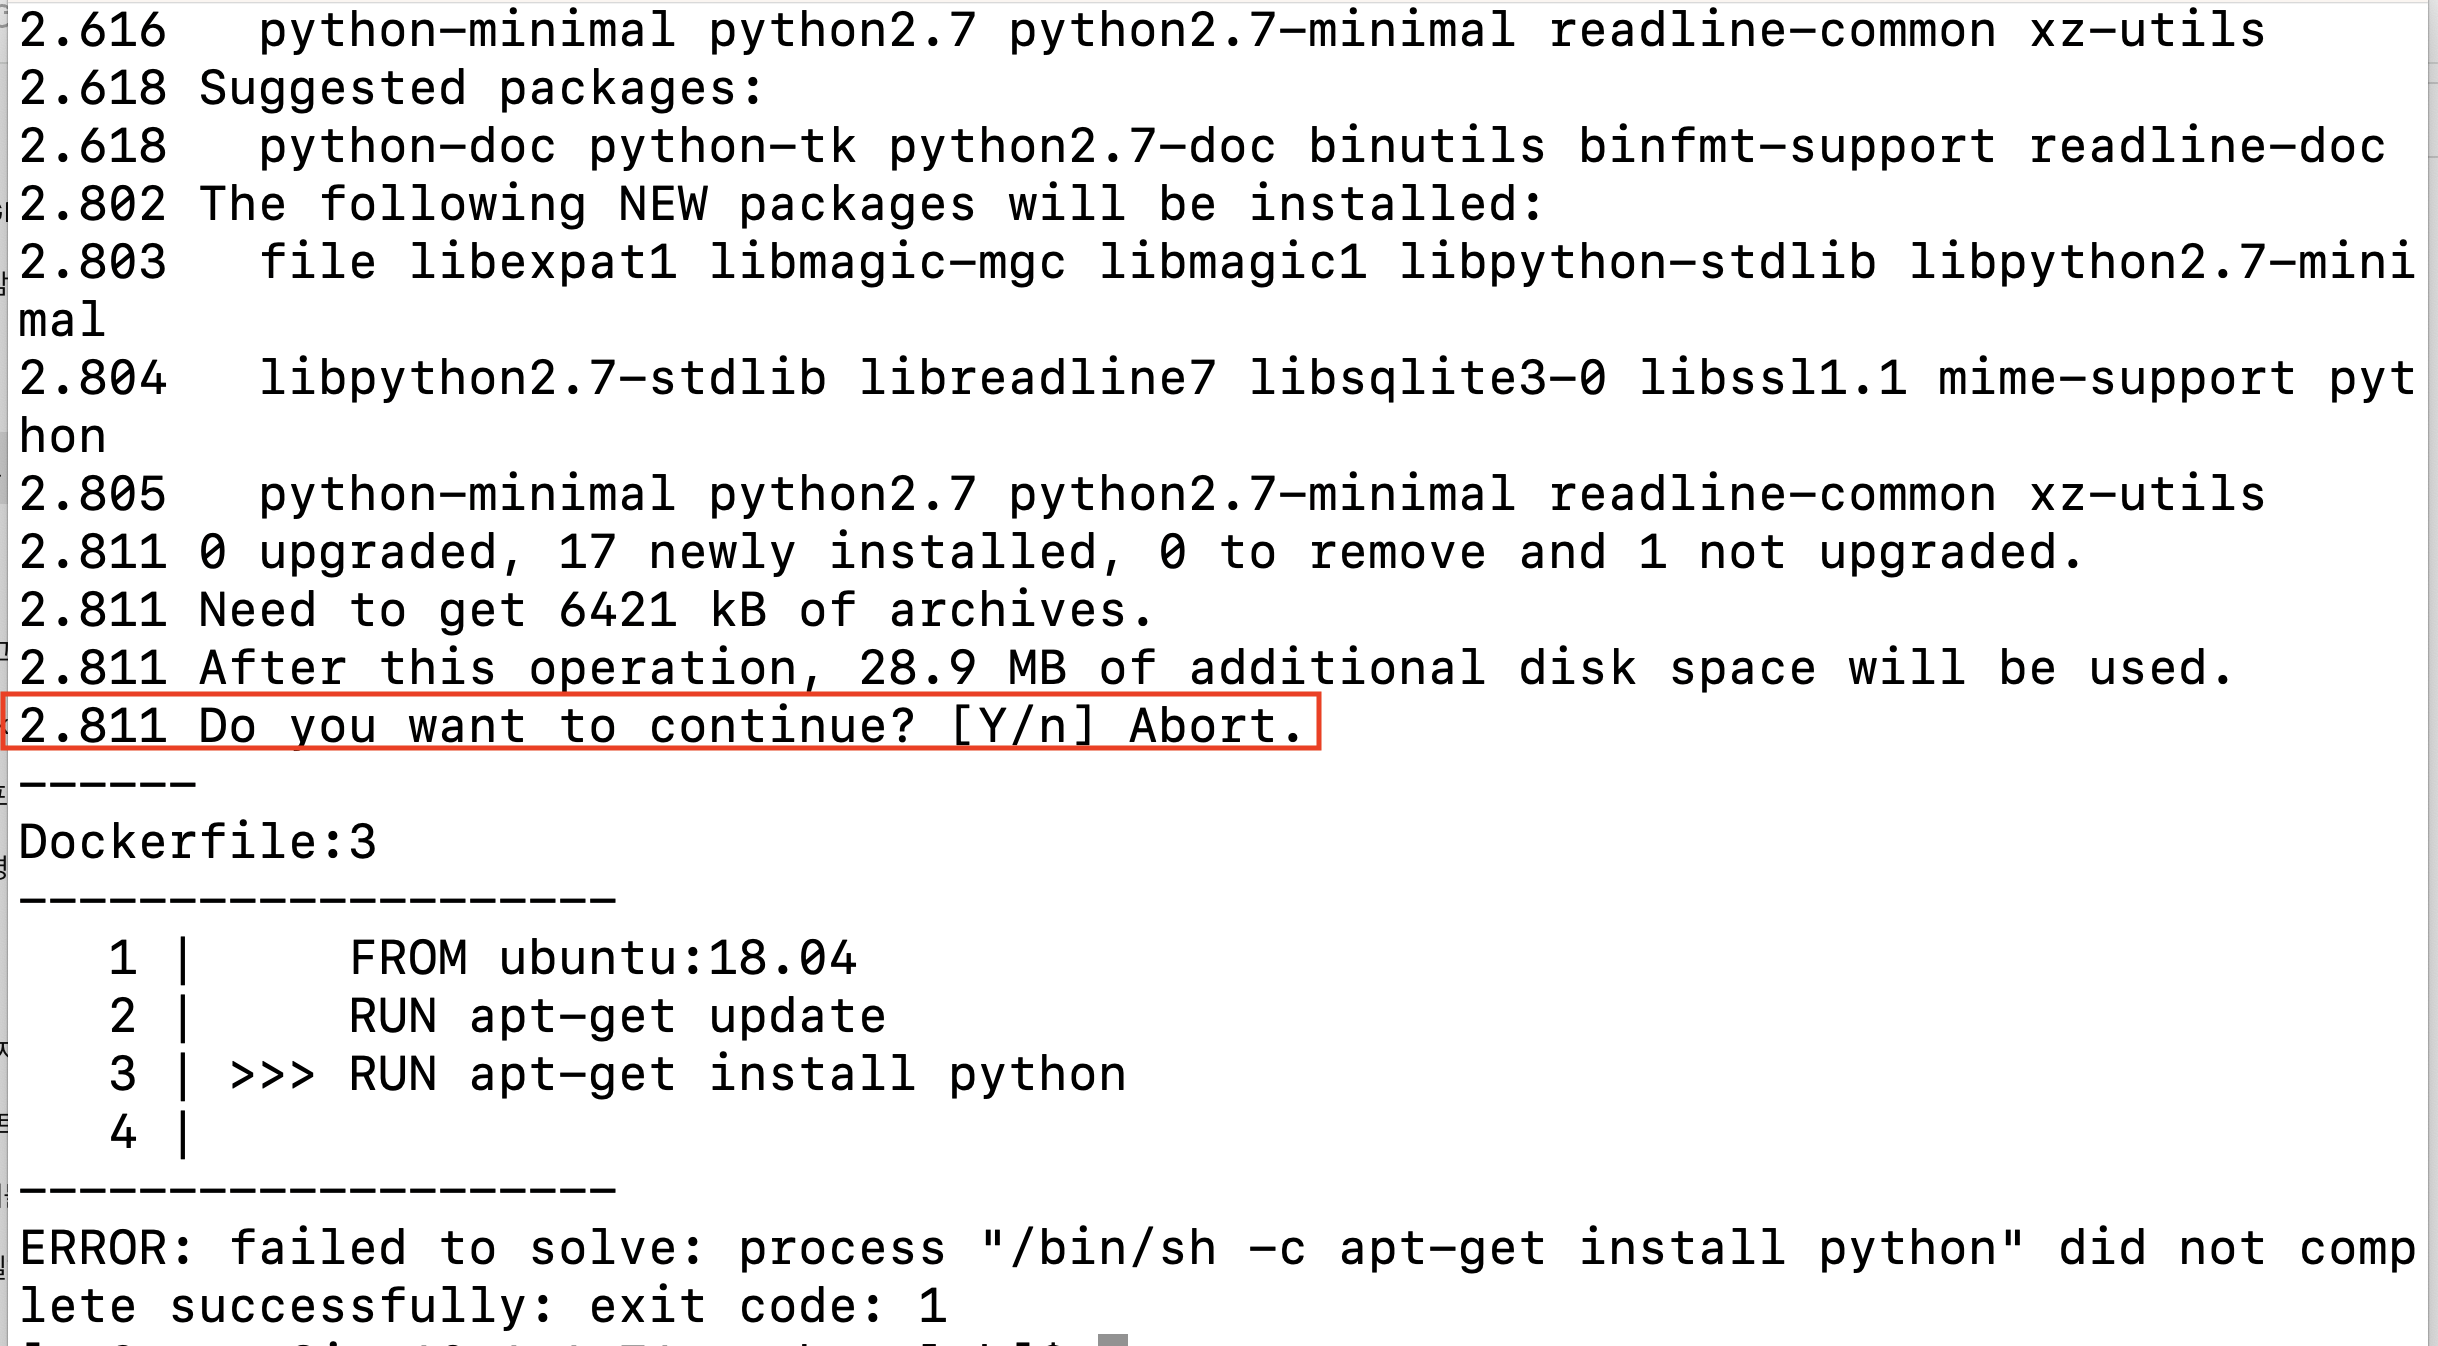 2.616   python-minimal python2.7 python2.7-minimal readline-common xz-utils
2.618 Suggested packages:
2.618   python-doc python-tk python2.7-doc binutils binfmt-support readline-doc
2.802 The following NEW packages will be installed:
2.803   file libexpat1 libmagic-mgc libmagic1 libpython-stdlib libpython2.7-mini
mal
2.804   libpython2.7-stdlib libreadline7 libsqlite3-0 libssl1.1 mime-support pyt
hon
2.805   python-minimal python2.7 python2.7-minimal readline-common xz-utils
2.811 0 upgraded, 17 newly installed, 0 to remove and 1 not upgraded.
2.811 Need to get 6421 kB of archives.
2.811 After this operation, 28.9 MB of additional disk space will be used.
2.811 Do you want to continue? [Y/n] Abort.
------
Dockerfile:3
--------------------
   1 |     FROM ubuntu:18.04
   2 |     RUN apt-get update
   3 | >>> RUN apt-get install python
   4 |
--------------------
ERROR: failed to solve: process "/bin/sh -c apt-get install python" did not comp
lete successfully: exit code: 1